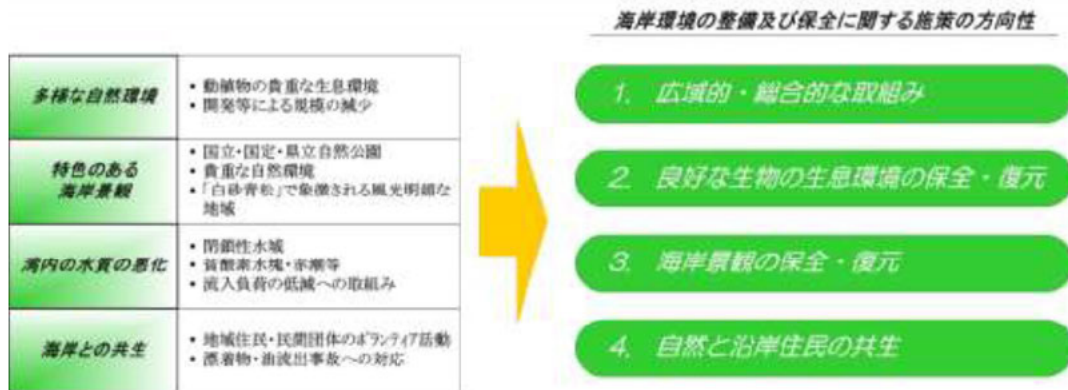 海岸環境の整備及び保全に関する施策の方向性
多様な自然環境
• 動植物の貴重な生息環境
• 開発等による規模の減少
特色のある
海岸景観
• 国立・国定・県立自然公園
• 貴重な自然環境
• 「白砂青松」で象徴される風光明媚な
地域
湾内の水質の悪化
• 閉鎖性水域
• 貧酸素水塊・赤潮等
• 流入負荷の低減への取組み
海岸との共生
• 地域住民・民間団体のボランティア活動
• 漂着物・油流出事故への対応
1. 広域的・総合的な取組み
2. 良好な生物の生息環境の保全・復元
3. 海岸景観の保全・復元
4. 自然と沿岸住民の共生